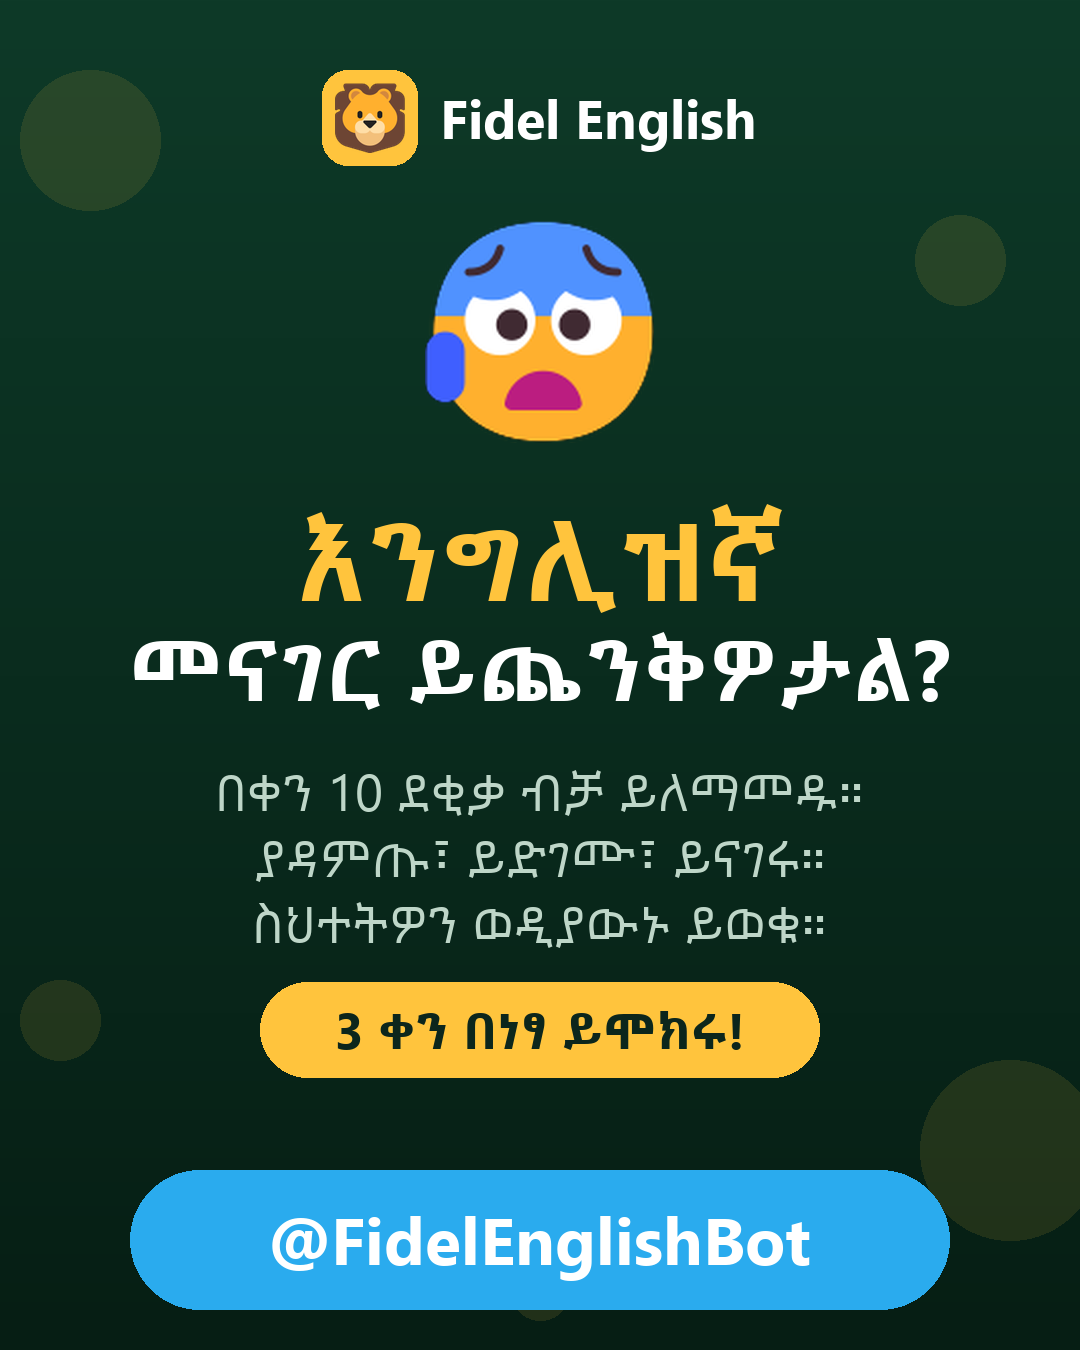 Fidel English
እንግሊዝኛ
መናገር ይጨንቅዎታል?
በቀን 10 ደቂቃ ብቻ ይለማመዱ።
ያዳምጡ፣ ይድገሙ፣ ይናገሩ።
ስህተትዎን ወዲያውኑ ይወቁ።
3 ቀን በነፃ ይሞክሩ!
@FidelEnglishBot